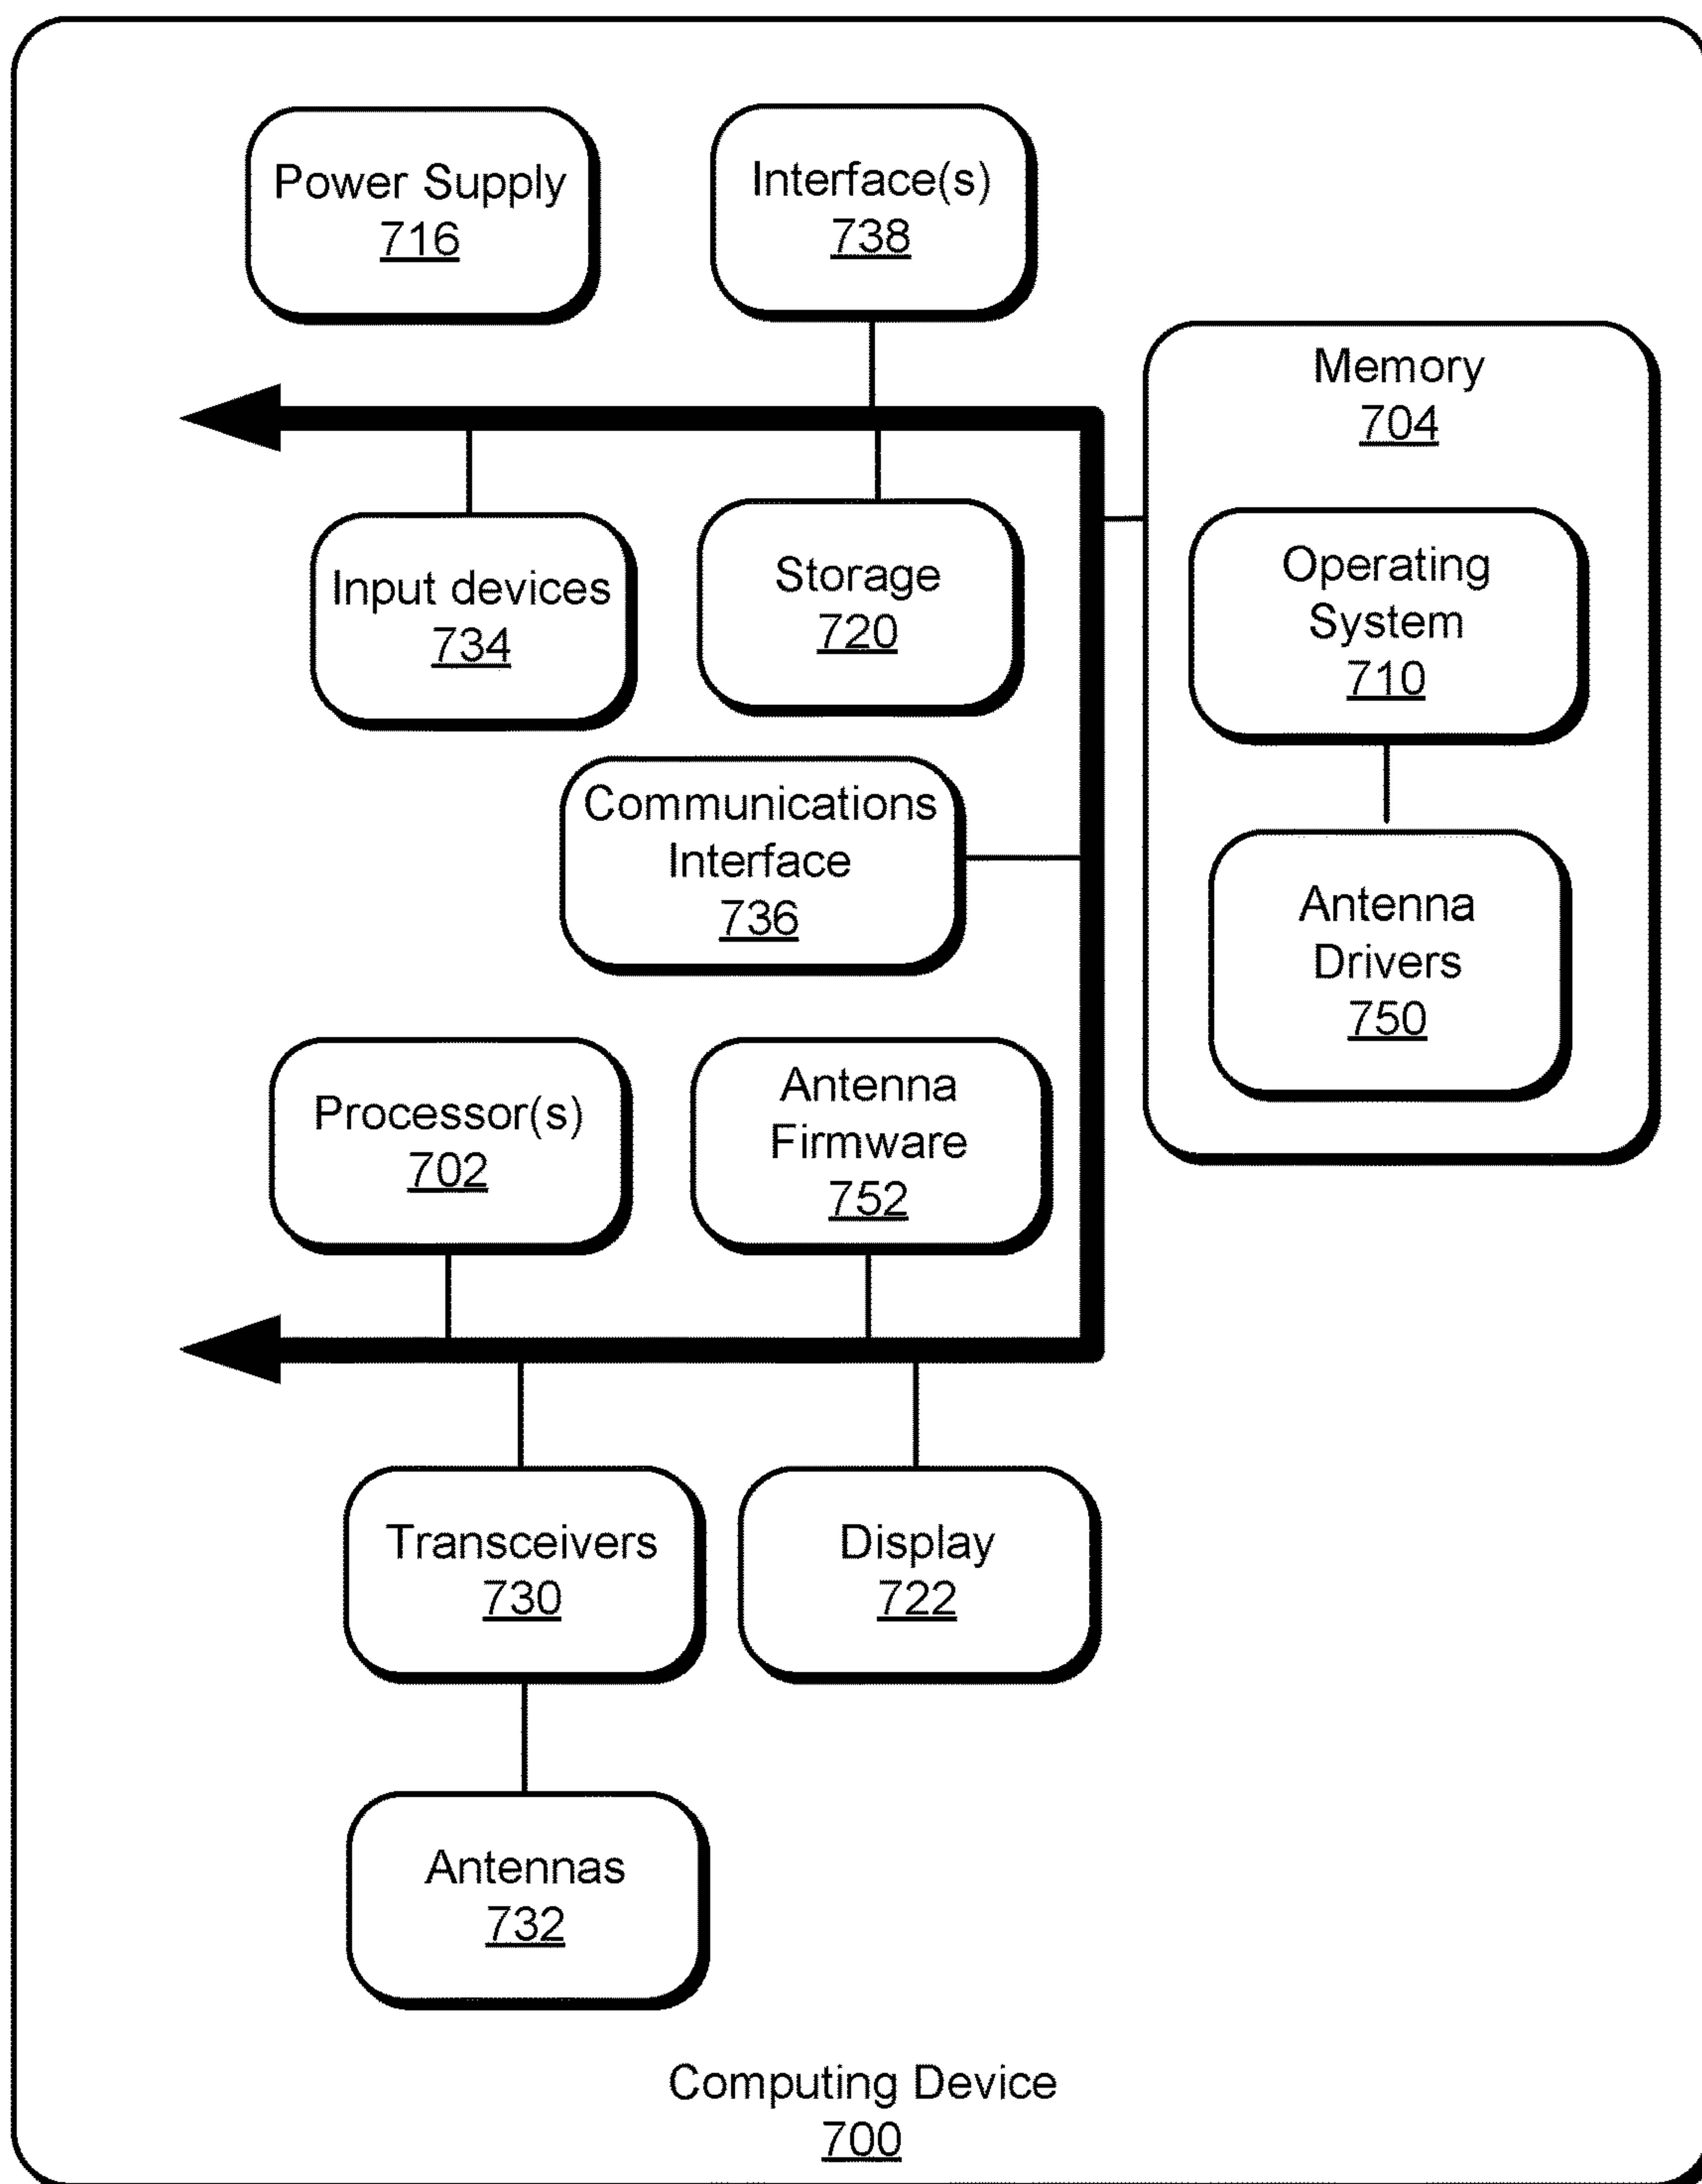 Power Supply
716
Interface(s)
738
Memory
704
Input devices
734
Storage
720
Operating
System
710
Communications
Interface
736
Antenna
Drivers
750
Processor(s)
702
Antenna
Firmware
752
Transceivers
730
Display
722
Antennas
732
Computing Device
700